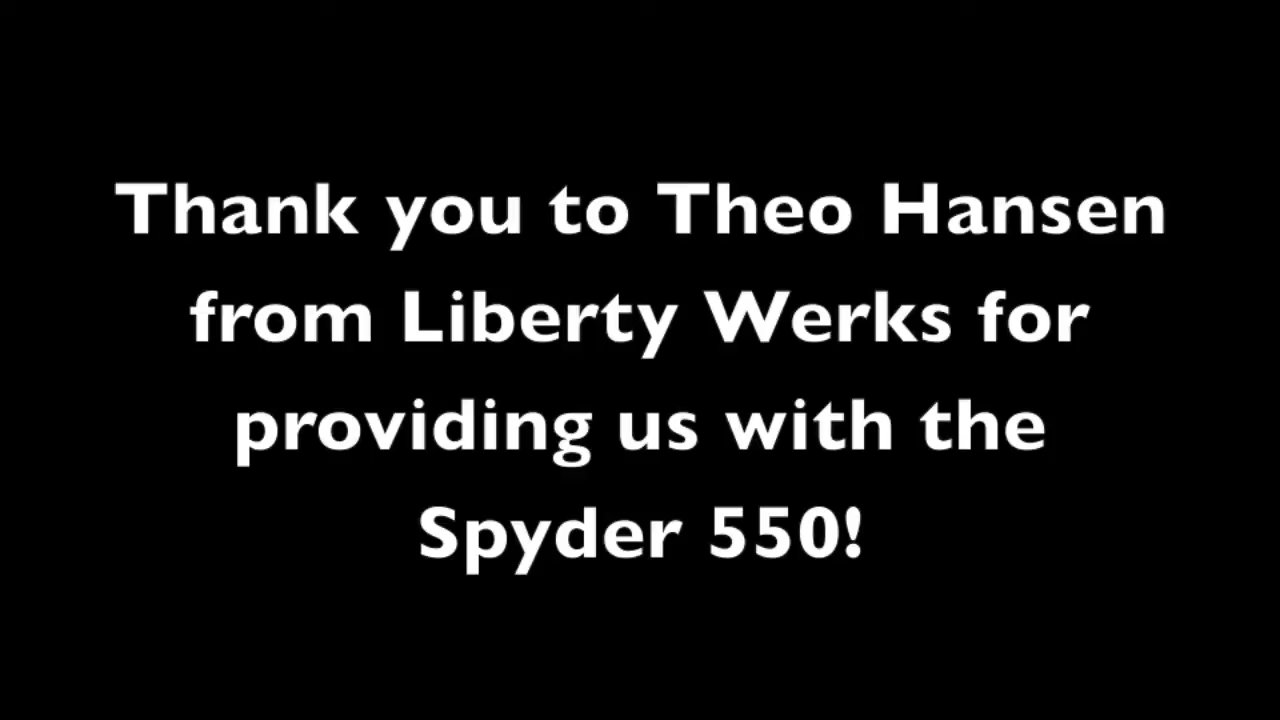 Thank you to Theo Hansen
from Liberty Werks for
providing us with the
Spyder 550!